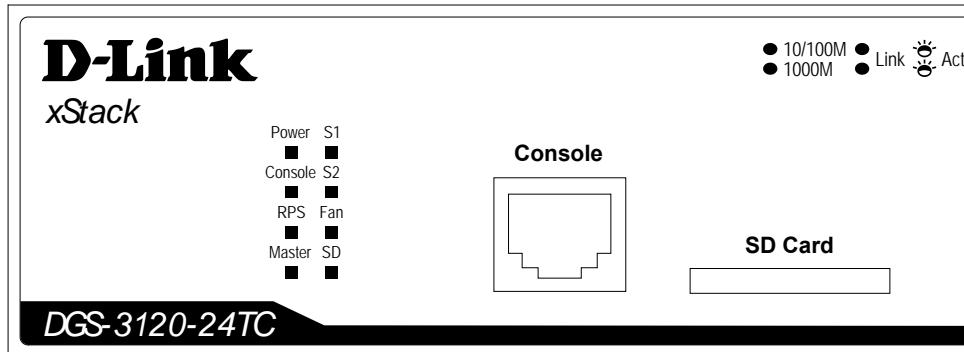 D-Link
xStack
10/100M Link Act
1000M
Power S1
Console S2
RPS Fan
Master SD
Console
SD Card
DGS-3120-24TC